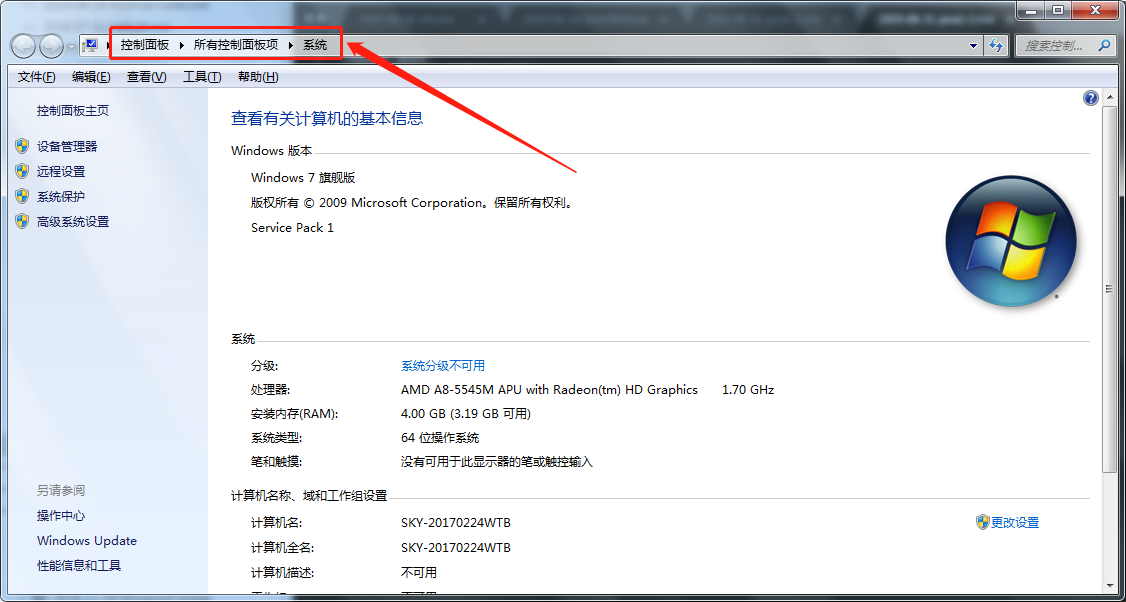 控制面板 ▸ 所有控制面板项 ▸ 系统
搜索控制...
文件(F) 编辑(E) 查看(V) 工具(T) 帮助(H)
控制面板主页
设备管理器
远程设置
系统保护
高级系统设置
另请参阅
操作中心
Windows Update
性能信息和工具
查看有关计算机的基本信息
Windows 版本
Windows 7 旗舰版
版权所有 © 2009 Microsoft Corporation。保留所有权利。
Service Pack 1
系统
分级: 系统分级不可用
处理器: AMD A8-5545M APU with Radeon(tm) HD Graphics 1.70 GHz
安装内存(RAM): 4.00 GB (3.19 GB 可用)
系统类型: 64 位操作系统
笔和触摸: 没有可用于此显示器的笔或触控输入
计算机名称、域和工作组设置
计算机名: SKY-20170224WTB 更改设置
计算机全名: SKY-20170224WTB
计算机描述: 不可用